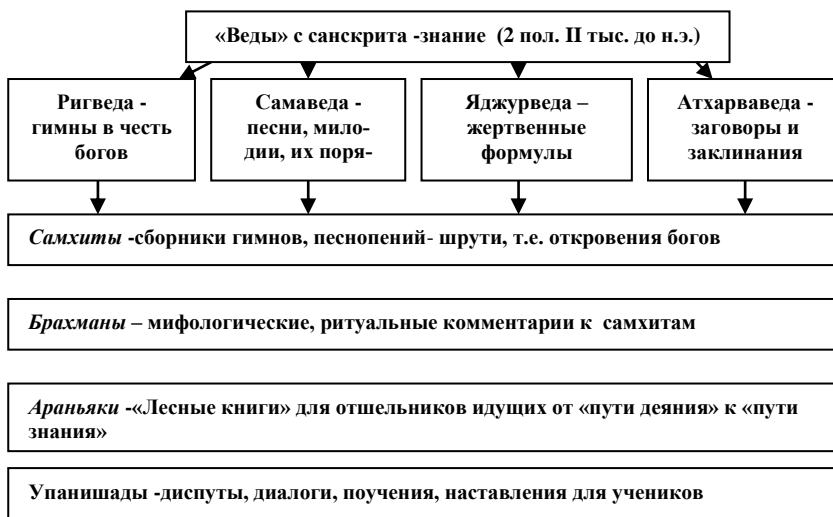 «Веды» с санскрита -знание (2 пол. II тыс. до н.э.)
Ригведа -
гимны в честь
богов
Самаведа -
песни, мило-
дии, их поря-
Яджурведа –
жертвенные
формулы
Атхарваведа -
заговоры и
заклинания
Самхиты -сборники гимнов, песнопений- шрути, т.е. откровения богов
Брахманы – мифологические, ритуальные комментарии к самхитам
Араньяки -«Лесные книги» для отшельников идущих от «пути деяния» к «пути
знания»
Упанишады -диспуты, диалоги, поучения, наставления для учеников